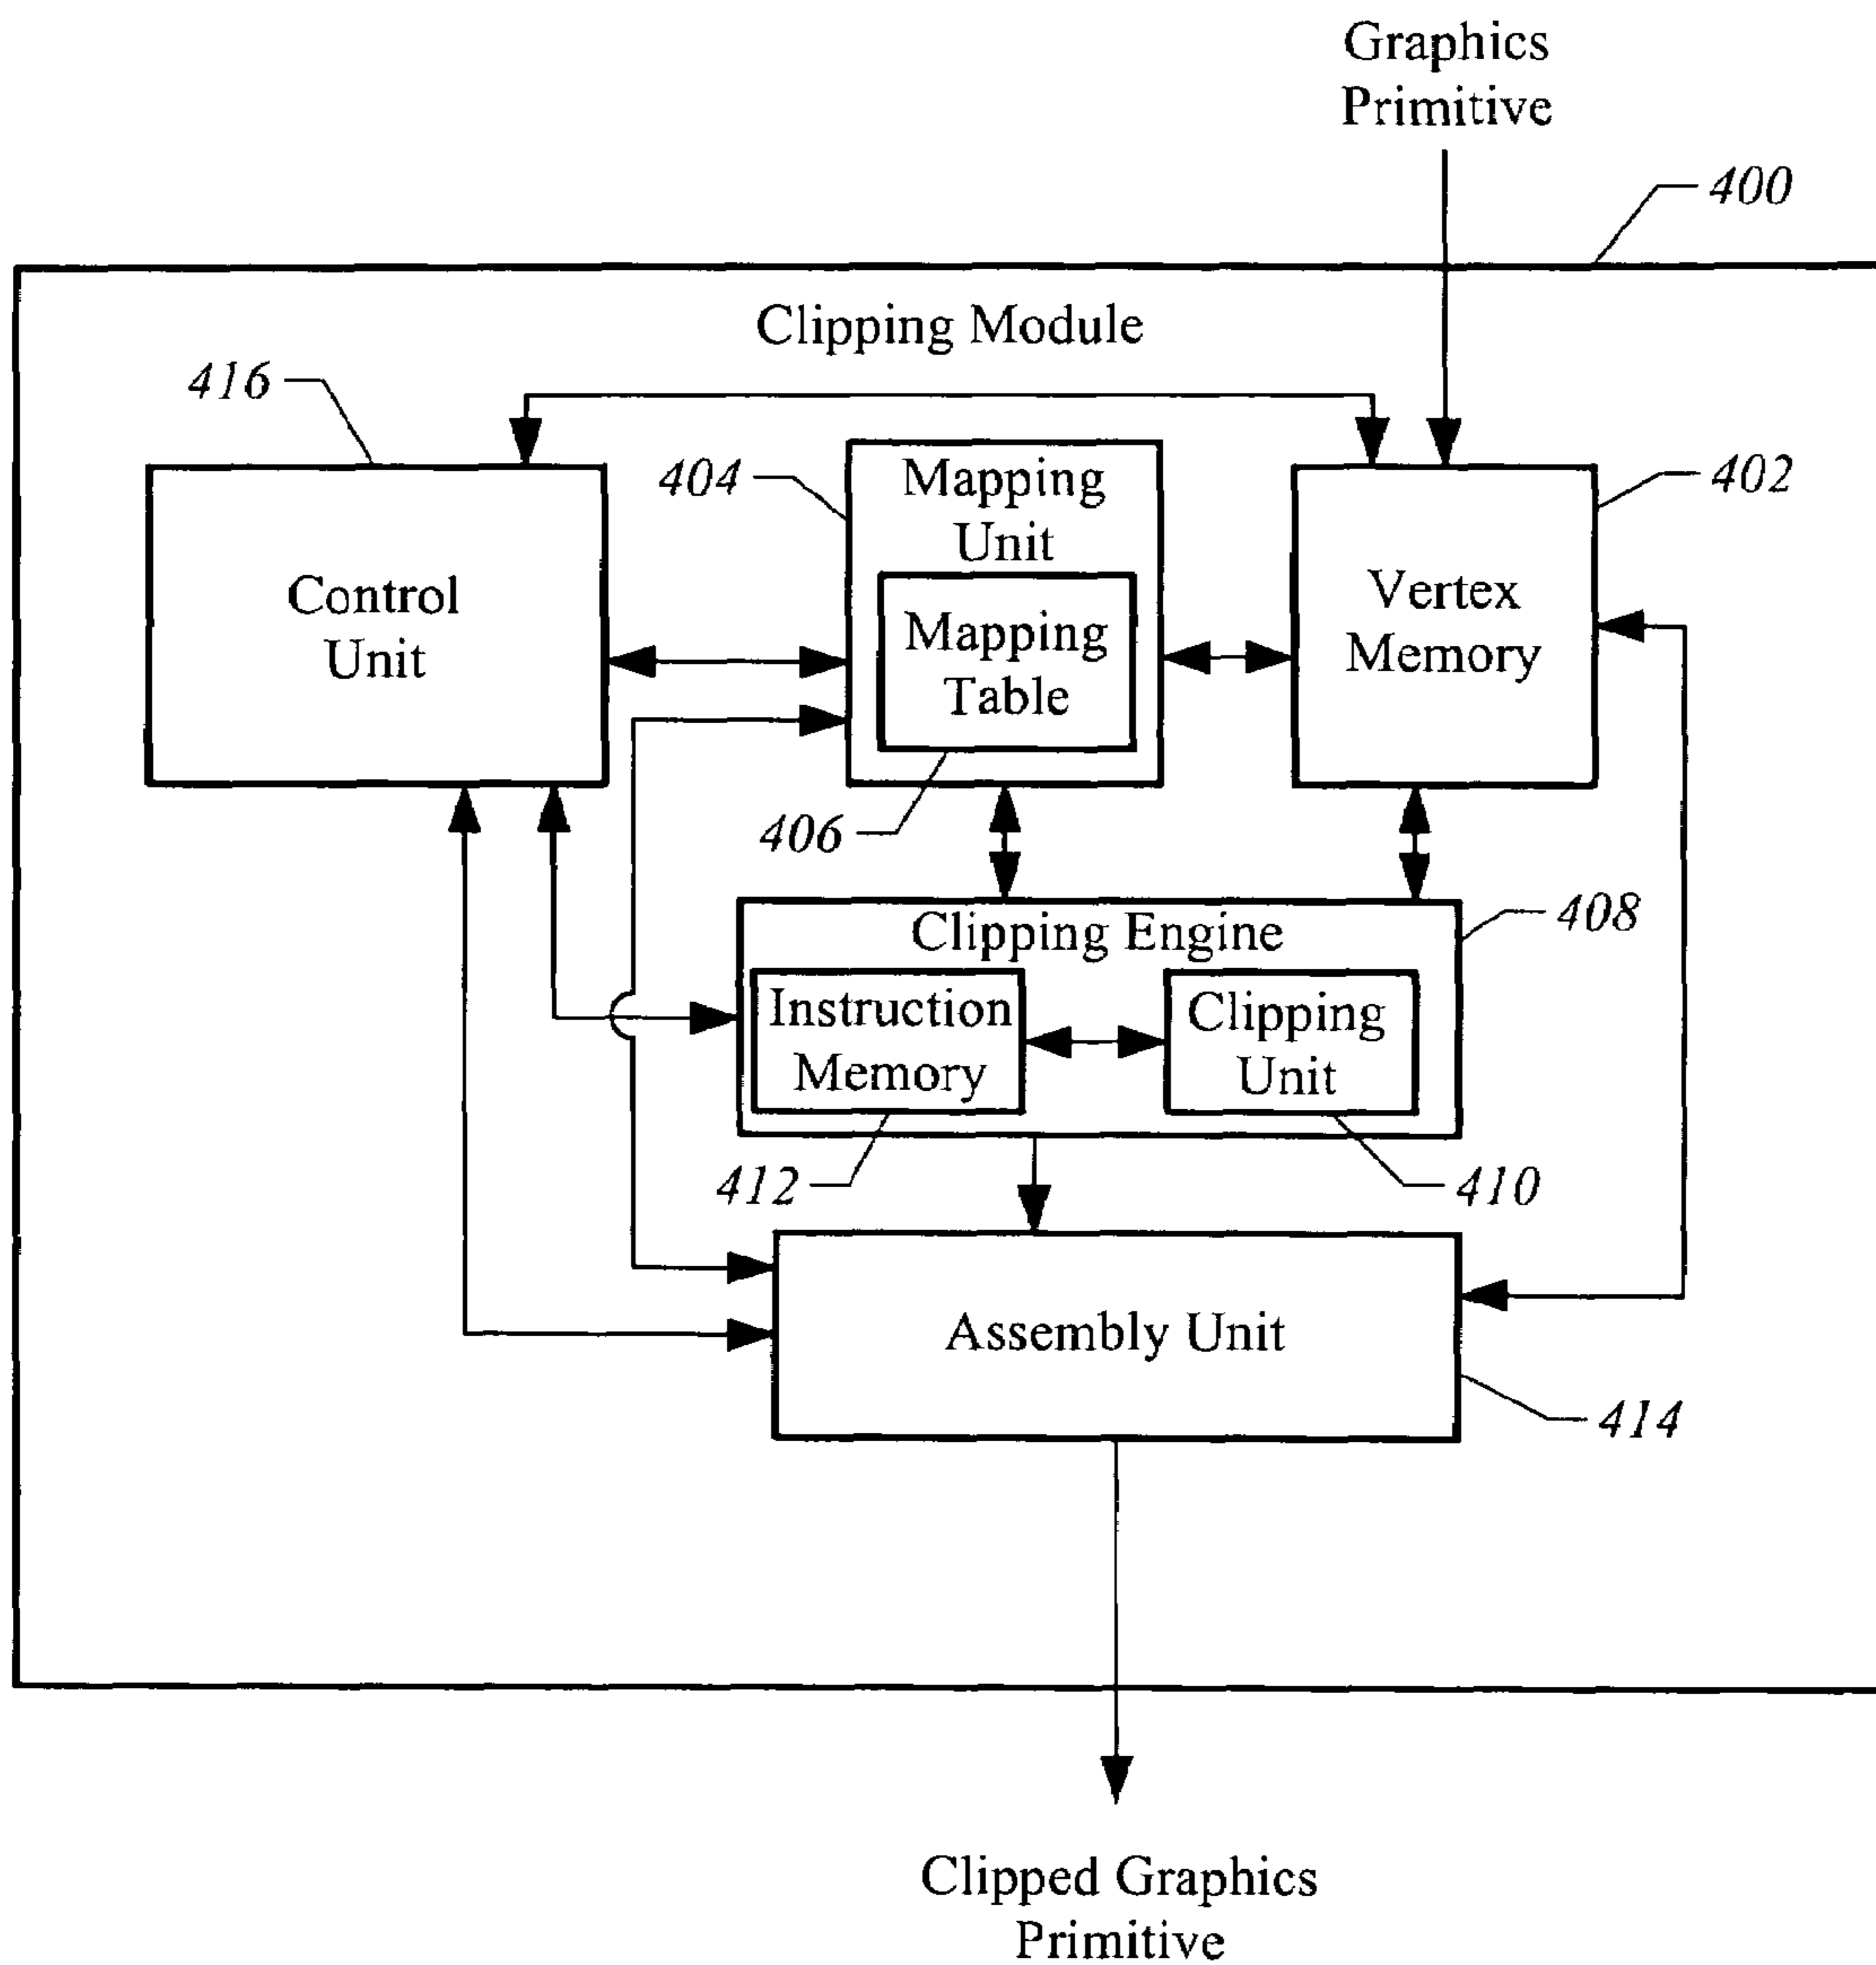 Graphics
Primitive
400
Clipping Module
416
404
Mapping
Unit
402
Control
Unit
Mapping
Table
Vertex
Memory
406
Clipping Engine
408
Instruction
Memory
Clipping
Unit
412
410
Assembly Unit
414
Clipped Graphics
Primitive